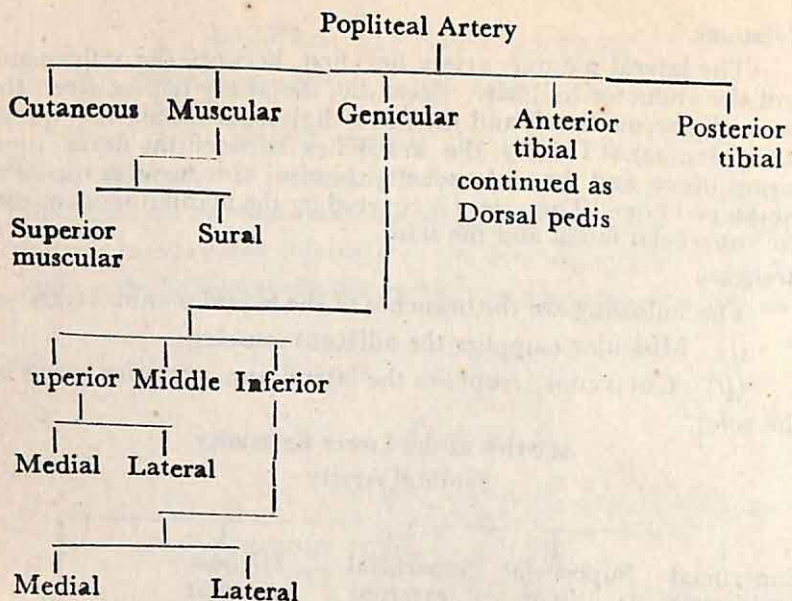 Popliteal Artery
Cutaneous Muscular Genicular Anterior tibial continued as Dorsal pedis Posterior tibial
Superior muscular Sural
uperior Middle Inferior
Medial Lateral
Medial Lateral